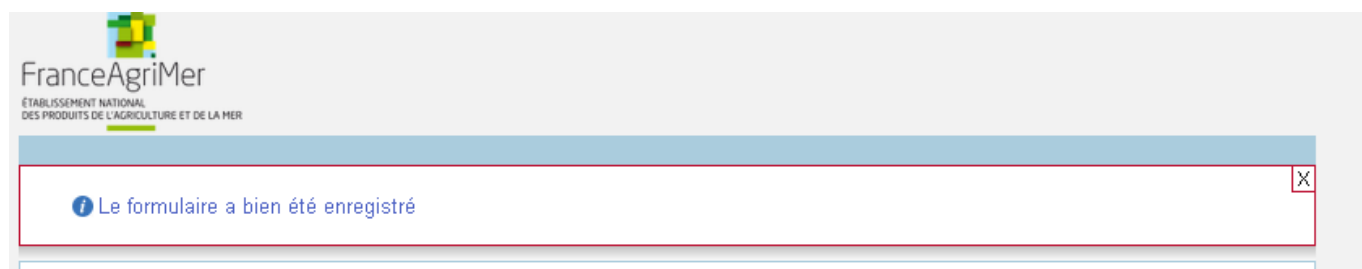 FranceAgriMer
ÉTABLISSEMENT NATIONAL
DES PRODUITS DE L'AGRICULTURE ET DE LA MER
X
Le formulaire a bien été enregistré